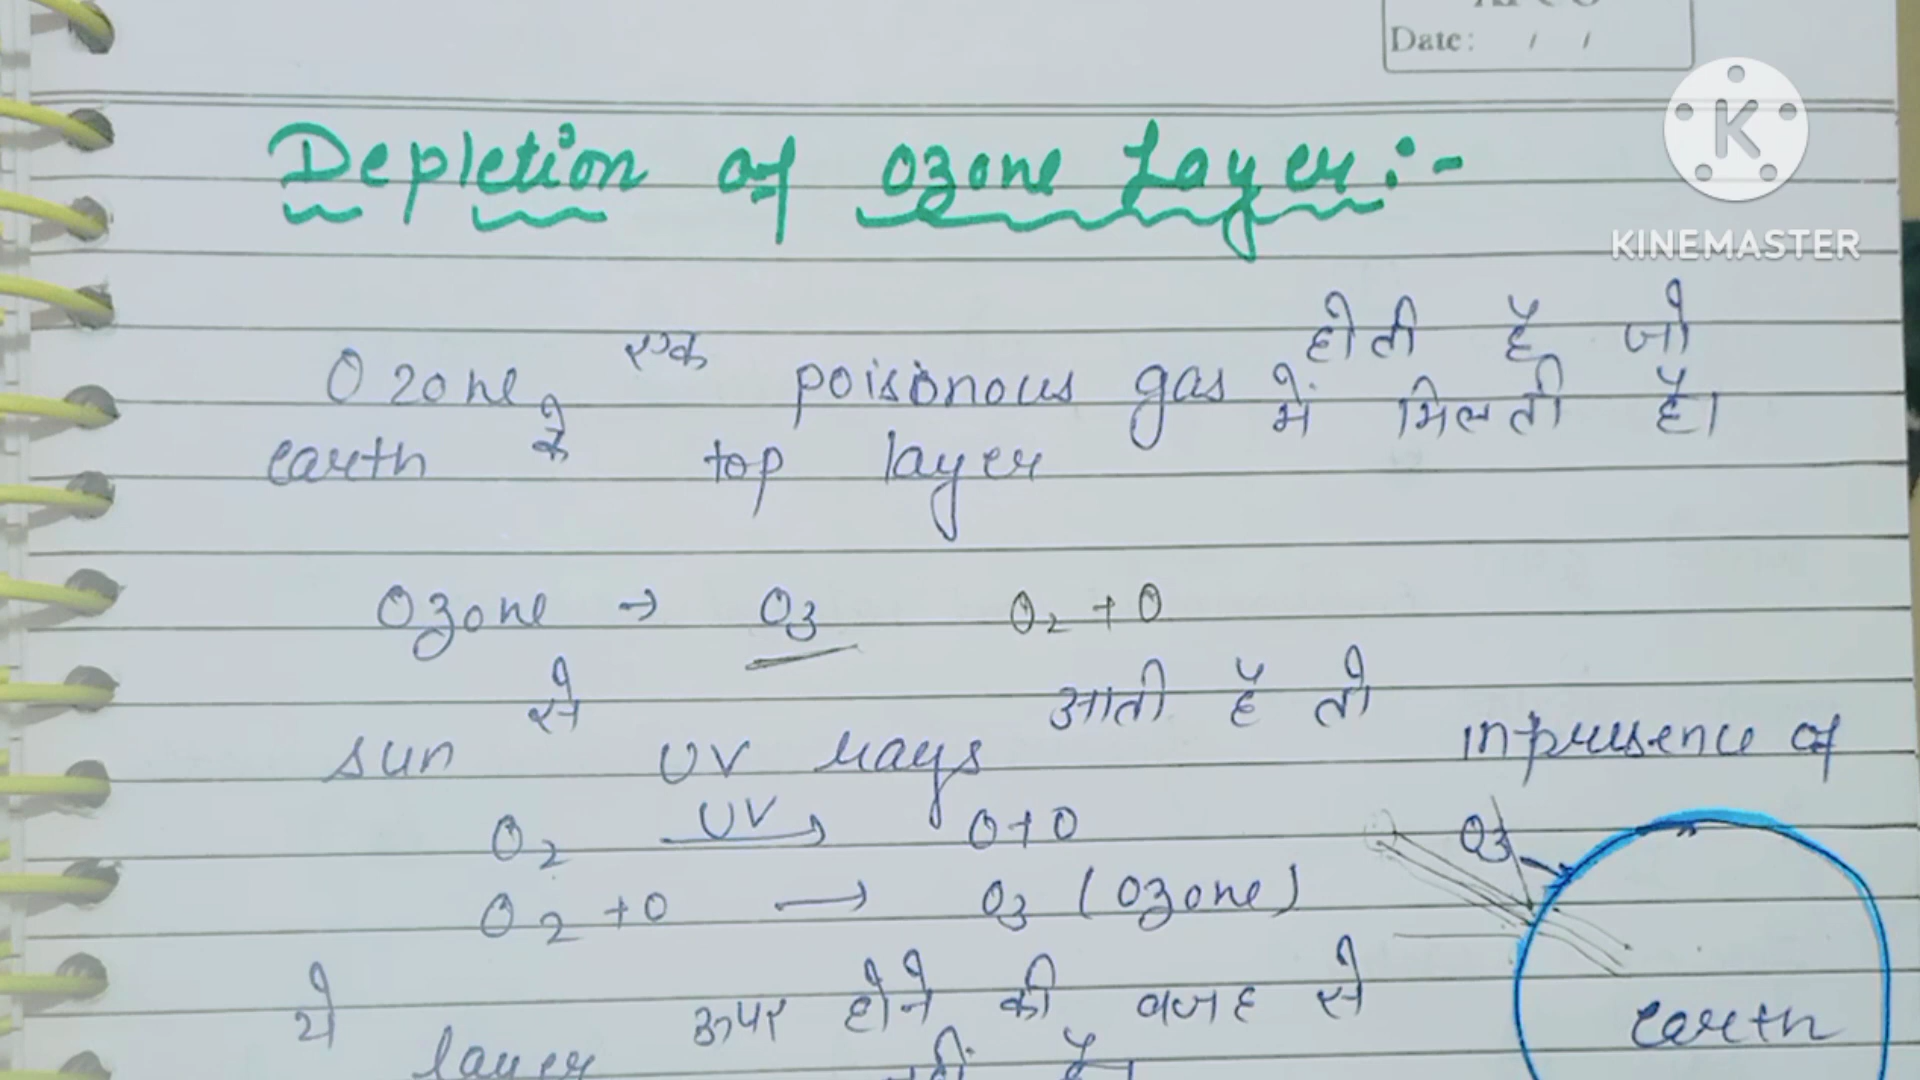 Date: / /
KINEMASTER
Depletion of Ozone Layer :-
Ozone एक poisonous gas होती है जो
earth के top layer में मिलती है।
Ozone → O3 O2 + O
sun से UV rays आती है तो
in presence of
O2 UV → O+O
O3
O2 + O → O3 (Ozone)
earth
ये layer ऊपर होने की वजह से